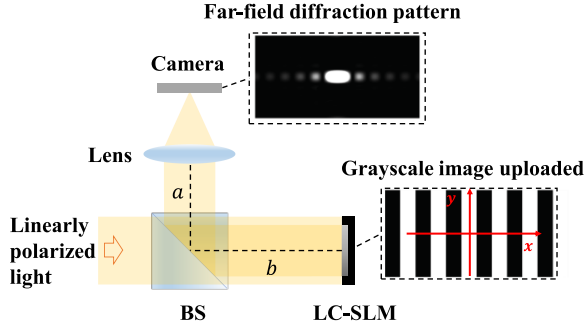 Far-field diffraction pattern
Camera
Lens
a
Grayscale image uploaded
y
x
Linearly
polarized
light
b
BS
LC-SLM